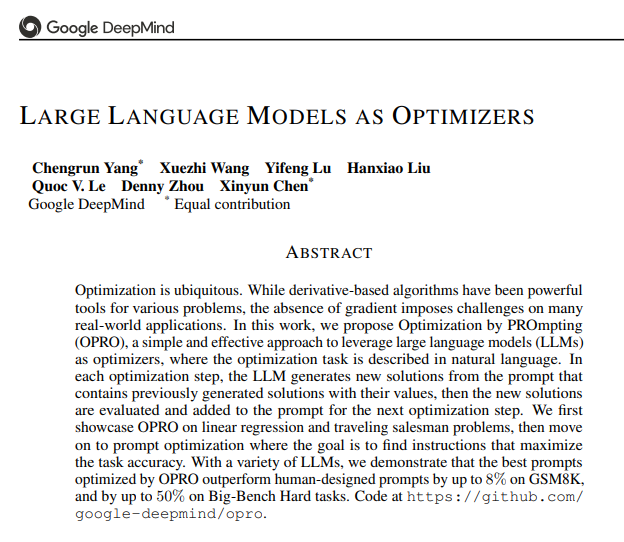 Google DeepMind
LARGE LANGUAGE MODELS AS OPTIMIZERS
Chengrun Yang* Xuezhi Wang Yifeng Lu Hanxiao Liu
Quoc V. Le Denny Zhou Xinyun Chen*
Google DeepMind * Equal contribution
ABSTRACT
Optimization is ubiquitous. While derivative-based algorithms have been powerful
tools for various problems, the absence of gradient imposes challenges on many
real-world applications. In this work, we propose Optimization by PROmpting
(OPRO), a simple and effective approach to leverage large language models (LLMs)
as optimizers, where the optimization task is described in natural language. In
each optimization step, the LLM generates new solutions from the prompt that
contains previously generated solutions with their values, then the new solutions
are evaluated and added to the prompt for the next optimization step. We first
showcase OPRO on linear regression and traveling salesman problems, then move
on to prompt optimization where the goal is to find instructions that maximize
the task accuracy. With a variety of LLMs, we demonstrate that the best prompts
optimized by OPRO outperform human-designed prompts by up to 8% on GSM8K,
and by up to 50% on Big-Bench Hard tasks. Code at https://github.com/
google-deepmind/opro.